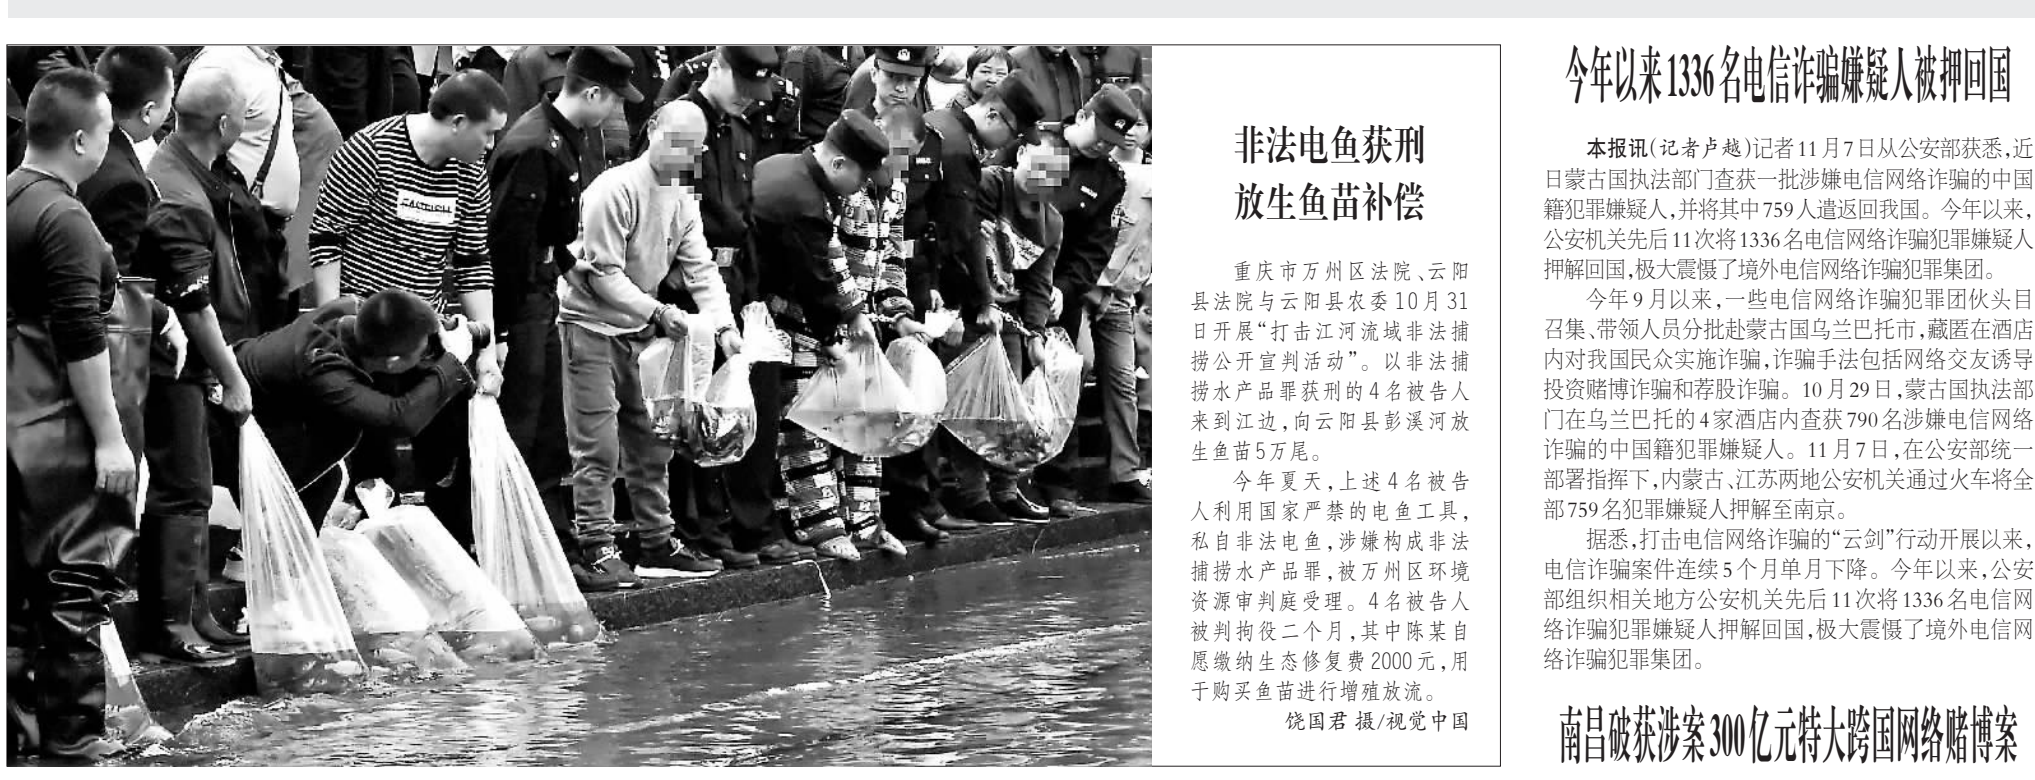 非法电鱼获刑
放生鱼苗补偿
重庆市万州区法院、云阳
县法院与云阳县农委10月31
日开展“打击江河流域非法捕
捞公开宣判活动”。以非法捕
捞水产品罪获刑的4名被告人
来到江边,向云阳县彭溪河放
生鱼苗5万尾。
今年夏天,上述4名被告
人利用国家严禁的电鱼工具,
私自非法电鱼,涉嫌构成非法
捕捞水产品罪,被万州区环境
资源审判庭受理。4名被告人
被判拘役二个月,其中陈某自
愿缴纳生态修复费2000元,用
于购买鱼苗进行增殖放流。
饶国君 摄/视觉中国
今年以来1336名电信诈骗嫌疑人被押回国
本报讯(记者卢越)记者11月7日从公安部获悉,近
日蒙古国执法部门查获一批涉嫌电信网络诈骗的中国
籍犯罪嫌疑人,并将其中759人遣返回我国。今年以来,
公安机关先后11次将1336名电信网络诈骗犯罪嫌疑人
押解回国,极大震慑了境外电信网络诈骗犯罪集团。
今年9月以来,一些电信网络诈骗犯罪团伙头目
召集、带领人员分批赴蒙古国乌兰巴托市,藏匿在酒店
内对我国民众实施诈骗,诈骗手法包括网络交友诱导
投资赌博诈骗和荐股诈骗。10月29日,蒙古国执法部
门在乌兰巴托的4家酒店内查获790名涉嫌电信网络
诈骗的中国籍犯罪嫌疑人。11月7日,在公安部统一
部署指挥下,内蒙古、江苏两地公安机关通过火车将全
部759名犯罪嫌疑人押解至南京。
据悉,打击电信网络诈骗的“云剑”行动开展以来,
电信诈骗案件连续5个月单月下降。今年以来,公安
部组织相关地方公安机关先后11次将1336名电信网
络诈骗犯罪嫌疑人押解回国,极大震慑了境外电信网
络诈骗犯罪集团。
南昌破获涉案300亿元特大跨国网络赌博案